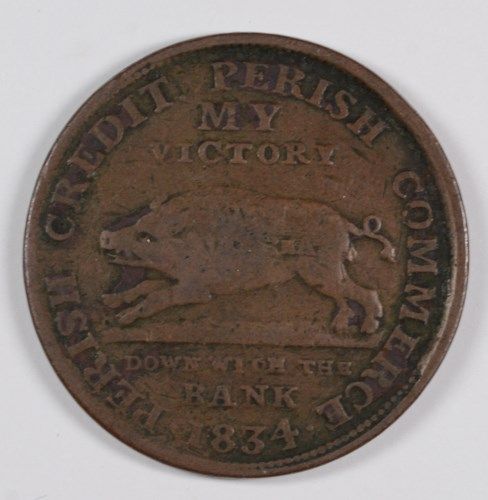 PERISH CREDIT PERISH COMMERCE
MY
VICTORY
DOWN WITH THE
BANK
1834